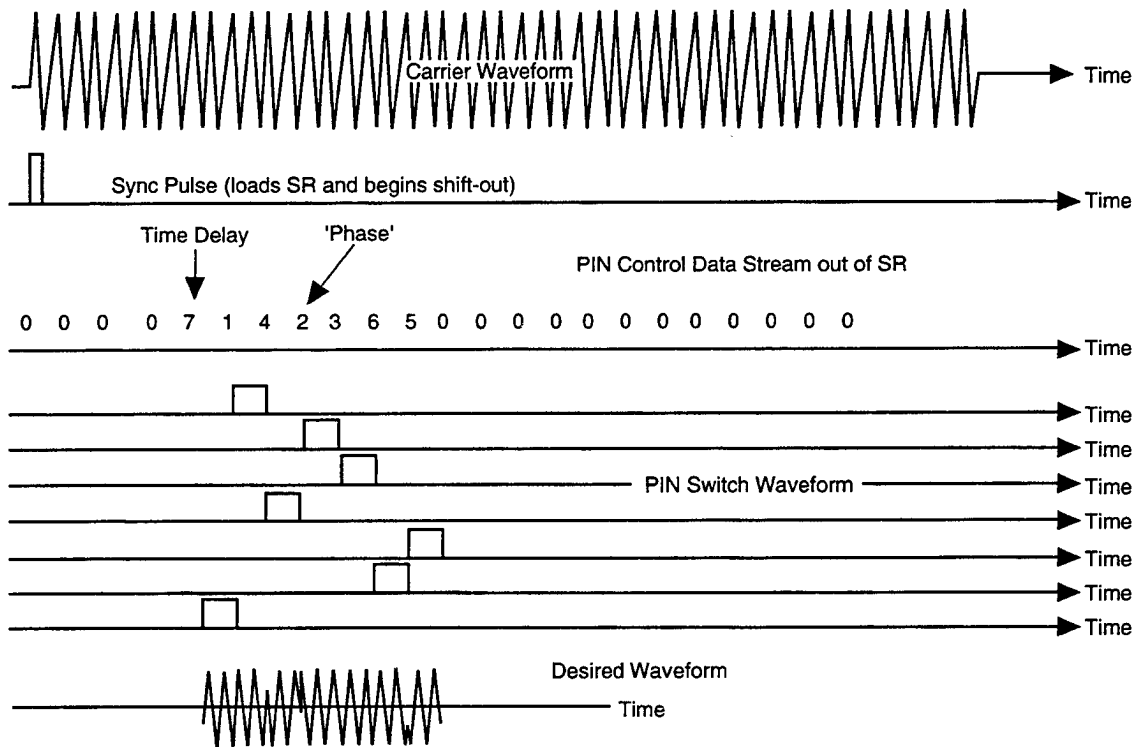 Carrier Waveform
Time
Sync Pulse (loads SR and begins shift-out)
Time
Time Delay
'Phase'
PIN Control Data Stream out of SR
0 0 0 0 7 1 4 2 3 6 5 0 0 0 0 0 0 0 0 0 0 0
Time
Time
Time
PIN Switch Waveform
Time
Time
Time
Time
Time
Desired Waveform
Time